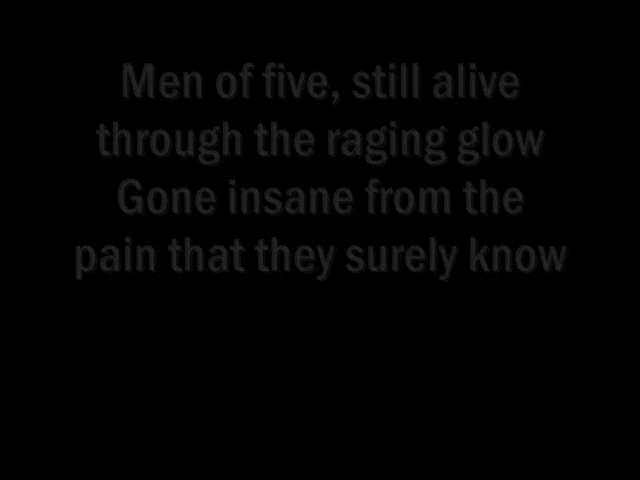 Men of five, still alive
through the raging glow
Gone insane from the
pain that they surely know